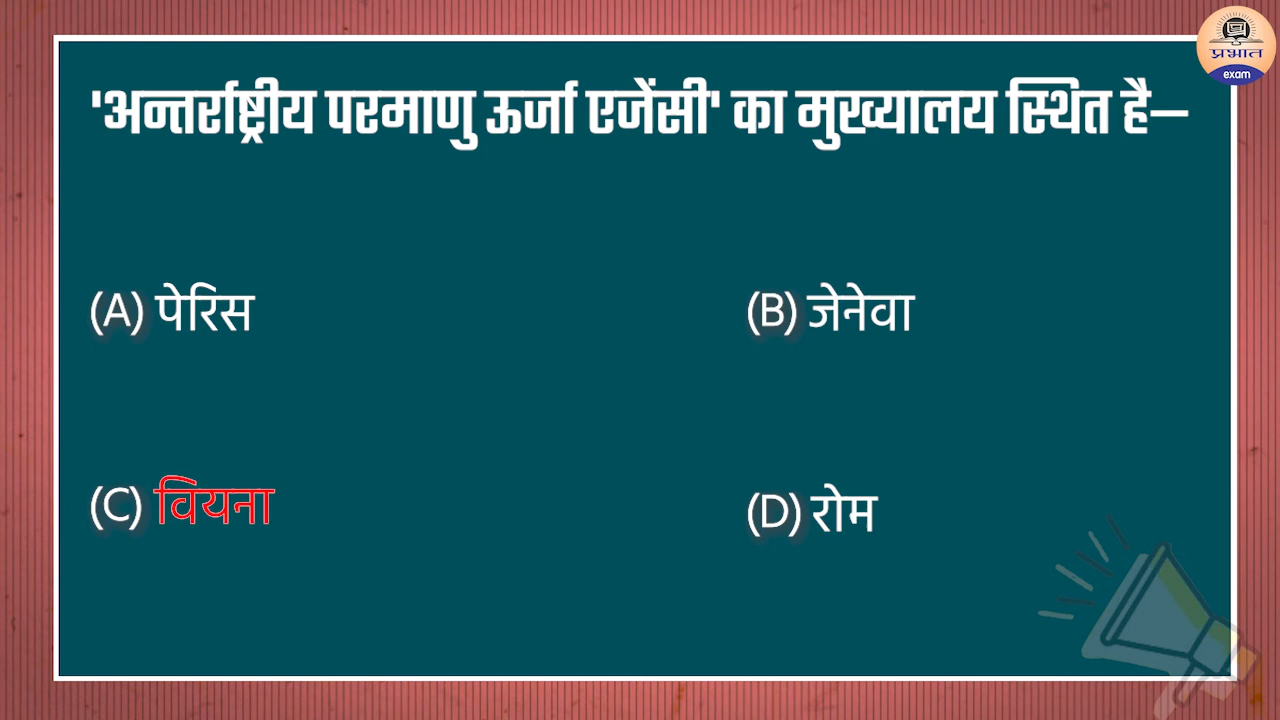 प्रभात
exam
'अन्तर्राष्ट्रीय परमाणु ऊर्जा एजेंसी' का मुख्यालय स्थित है—
(A) पेरिस
(B) जेनेवा
(C) वियना
(D) रोम